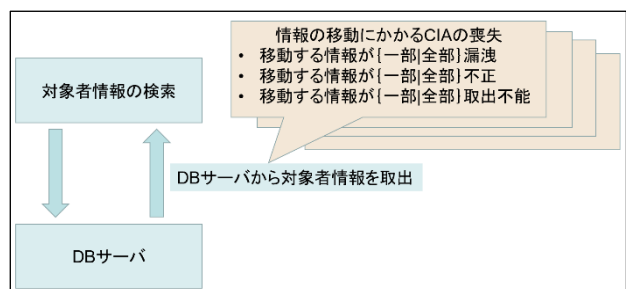 情報の移動にかかるCIAの喪失
• 移動する情報が{一部|全部}漏洩
• 移動する情報が{一部|全部}不正
• 移動する情報が{一部|全部}取出不能
対象者情報の検索
DBサーバから対象者情報を取出
DBサーバ